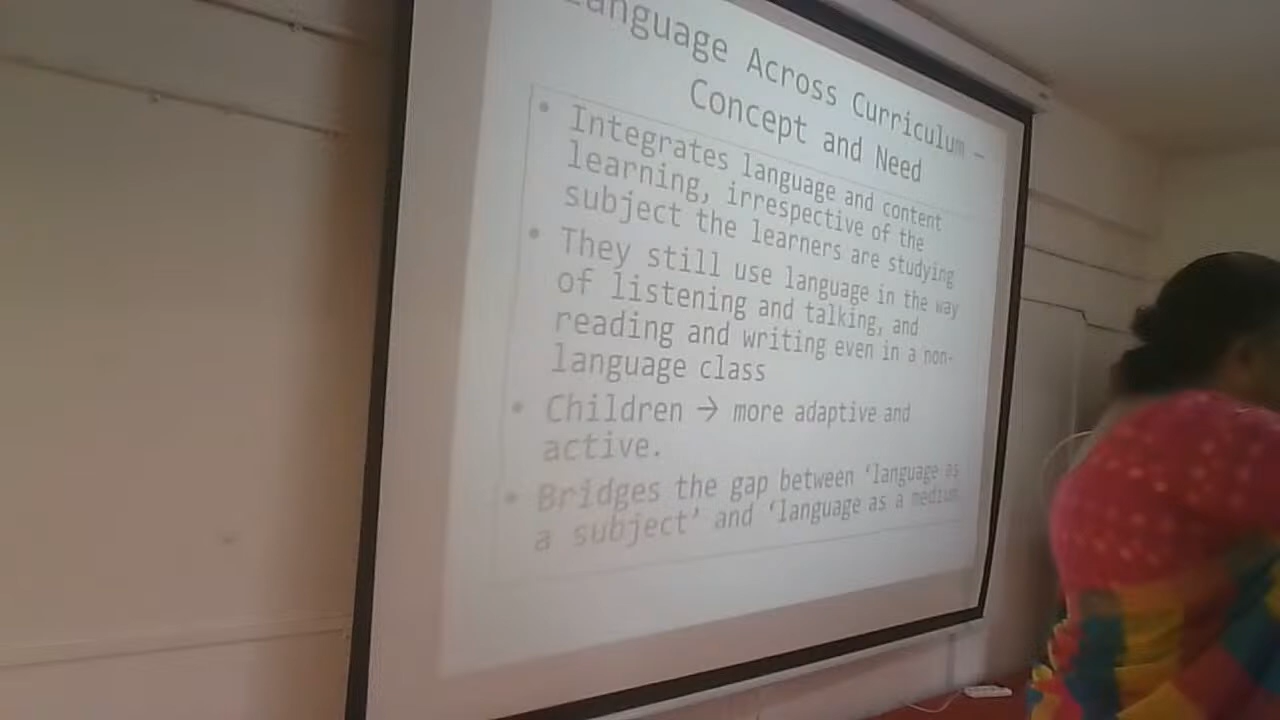 Language Across Curriculum –
Concept and Need
• Integrates language and content
learning, irrespective of the
subject the learners are studying
• They still use language in the way
of listening and talking, and
reading and writing even in a non-
language class
• Children → more adaptive and
active.
• Bridges the gap between ‘language as
a subject’ and ‘language as a medium